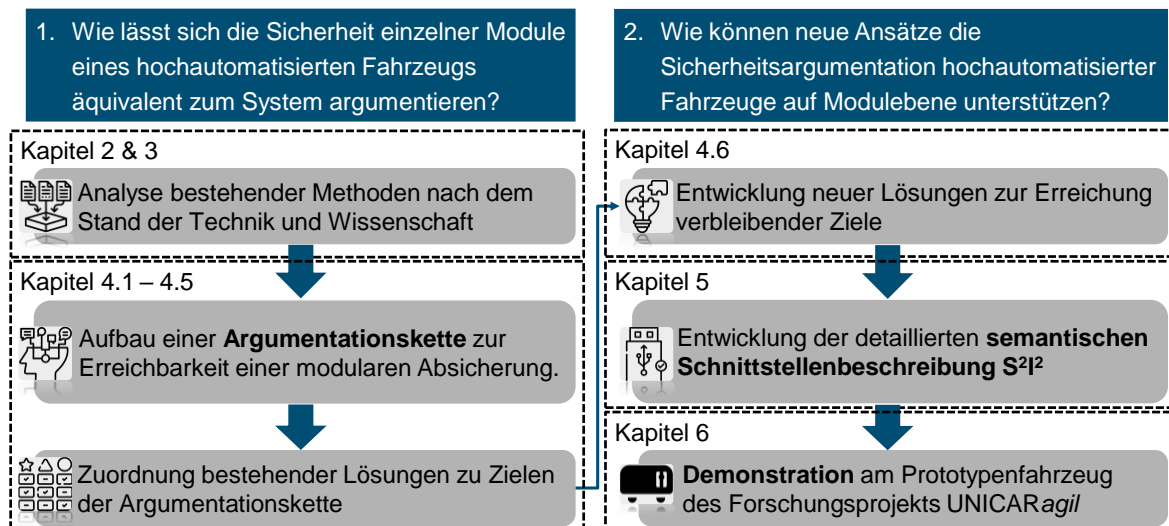 1. Wie lässt sich die Sicherheit einzelner Module
eines hochautomatisierten Fahrzeugs
äquivalent zum System argumentieren?
Kapitel 2 & 3
Analyse bestehender Methoden nach dem
Stand der Technik und Wissenschaft
Kapitel 4.1 – 4.5
Aufbau einer Argumentationskette zur
Erreichbarkeit einer modularen Absicherung.
Zuordnung bestehender Lösungen zu Zielen
der Argumentationskette
2. Wie können neue Ansätze die
Sicherheitsargumentation hochautomatisierter
Fahrzeuge auf Modulebene unterstützen?
Kapitel 4.6
Entwicklung neuer Lösungen zur Erreichung
verbleibender Ziele
Kapitel 5
Entwicklung der detaillierten semantischen
Schnittstellenbeschreibung S²I²
Kapitel 6
Demonstration am Prototypenfahrzeug
des Forschungsprojekts UNICARagil